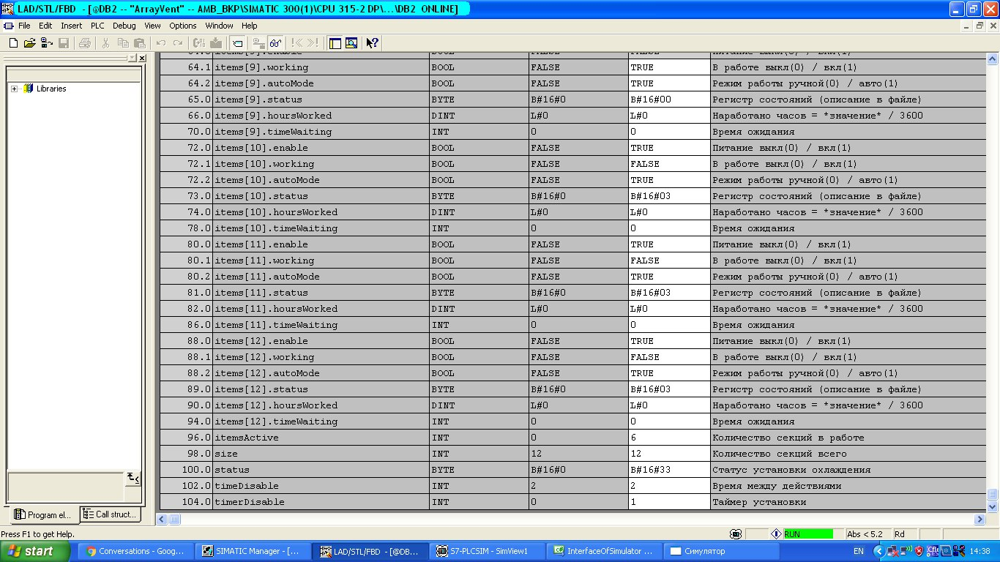 LAD/STL/FBD - [@DB2 -- "ArrayVent" -- AMB_BKP\SIMATIC 300(1)\CPU 315-2 DP\...\DB2 ONLINE]
File Edit Insert PLC Debug View Options Window Help
Libraries
64.1 items[9].working BOOL FALSE TRUE В работе выкл(0) / вкл(1)
64.2 items[9].autoMode BOOL FALSE TRUE Режим работы ручной(0) / авто(1)
65.0 items[9].status BYTE B#16#0 B#16#00 Регистр состояний (описание в файле)
66.0 items[9].hoursWorked DINT L#0 L#0 Наработано часов = *значение* / 3600
70.0 items[9].timeWaiting INT 0 0 Время ожидания
72.0 items[10].enable BOOL FALSE TRUE Питание выкл(0) / вкл(1)
72.1 items[10].working BOOL FALSE FALSE В работе выкл(0) / вкл(1)
72.2 items[10].autoMode BOOL FALSE TRUE Режим работы ручной(0) / авто(1)
73.0 items[10].status BYTE B#16#0 B#16#03 Регистр состояний (описание в файле)
74.0 items[10].hoursWorked DINT L#0 L#0 Наработано часов = *значение* / 3600
78.0 items[10].timeWaiting INT 0 0 Время ожидания
80.0 items[11].enable BOOL FALSE TRUE Питание выкл(0) / вкл(1)
80.1 items[11].working BOOL FALSE FALSE В работе выкл(0) / вкл(1)
80.2 items[11].autoMode BOOL FALSE TRUE Режим работы ручной(0) / авто(1)
81.0 items[11].status BYTE B#16#0 B#16#03 Регистр состояний (описание в файле)
82.0 items[11].hoursWorked DINT L#0 L#0 Наработано часов = *значение* / 3600
86.0 items[11].timeWaiting INT 0 0 Время ожидания
88.0 items[12].enable BOOL FALSE TRUE Питание выкл(0) / вкл(1)
88.1 items[12].working BOOL FALSE FALSE В работе выкл(0) / вкл(1)
88.2 items[12].autoMode BOOL FALSE TRUE Режим работы ручной(0) / авто(1)
89.0 items[12].status BYTE B#16#0 B#16#03 Регистр состояний (описание в файле)
90.0 items[12].hoursWorked DINT L#0 L#0 Наработано часов = *значение* / 3600
94.0 items[12].timeWaiting INT 0 0 Время ожидания
96.0 itemsActive INT 0 6 Количество секций в работе
98.0 size INT 12 12 Количество секций всего
100.0 status BYTE B#16#0 B#16#33 Статус установки охлаждения
102.0 timeDisable INT 2 2 Время между действиями
104.0 timerDisable INT 0 1 Таймер установки
Program el... Call struct...
Press F1 to get Help. RUN Abs < 5.2 Rd
start Conversations - Goog... SIMATIC Manager - [... LAD/STL/FBD - [@DB... S7-PLCSIM - SimView1 InterfaceOfSimulator ... Симулятор EN 14:38